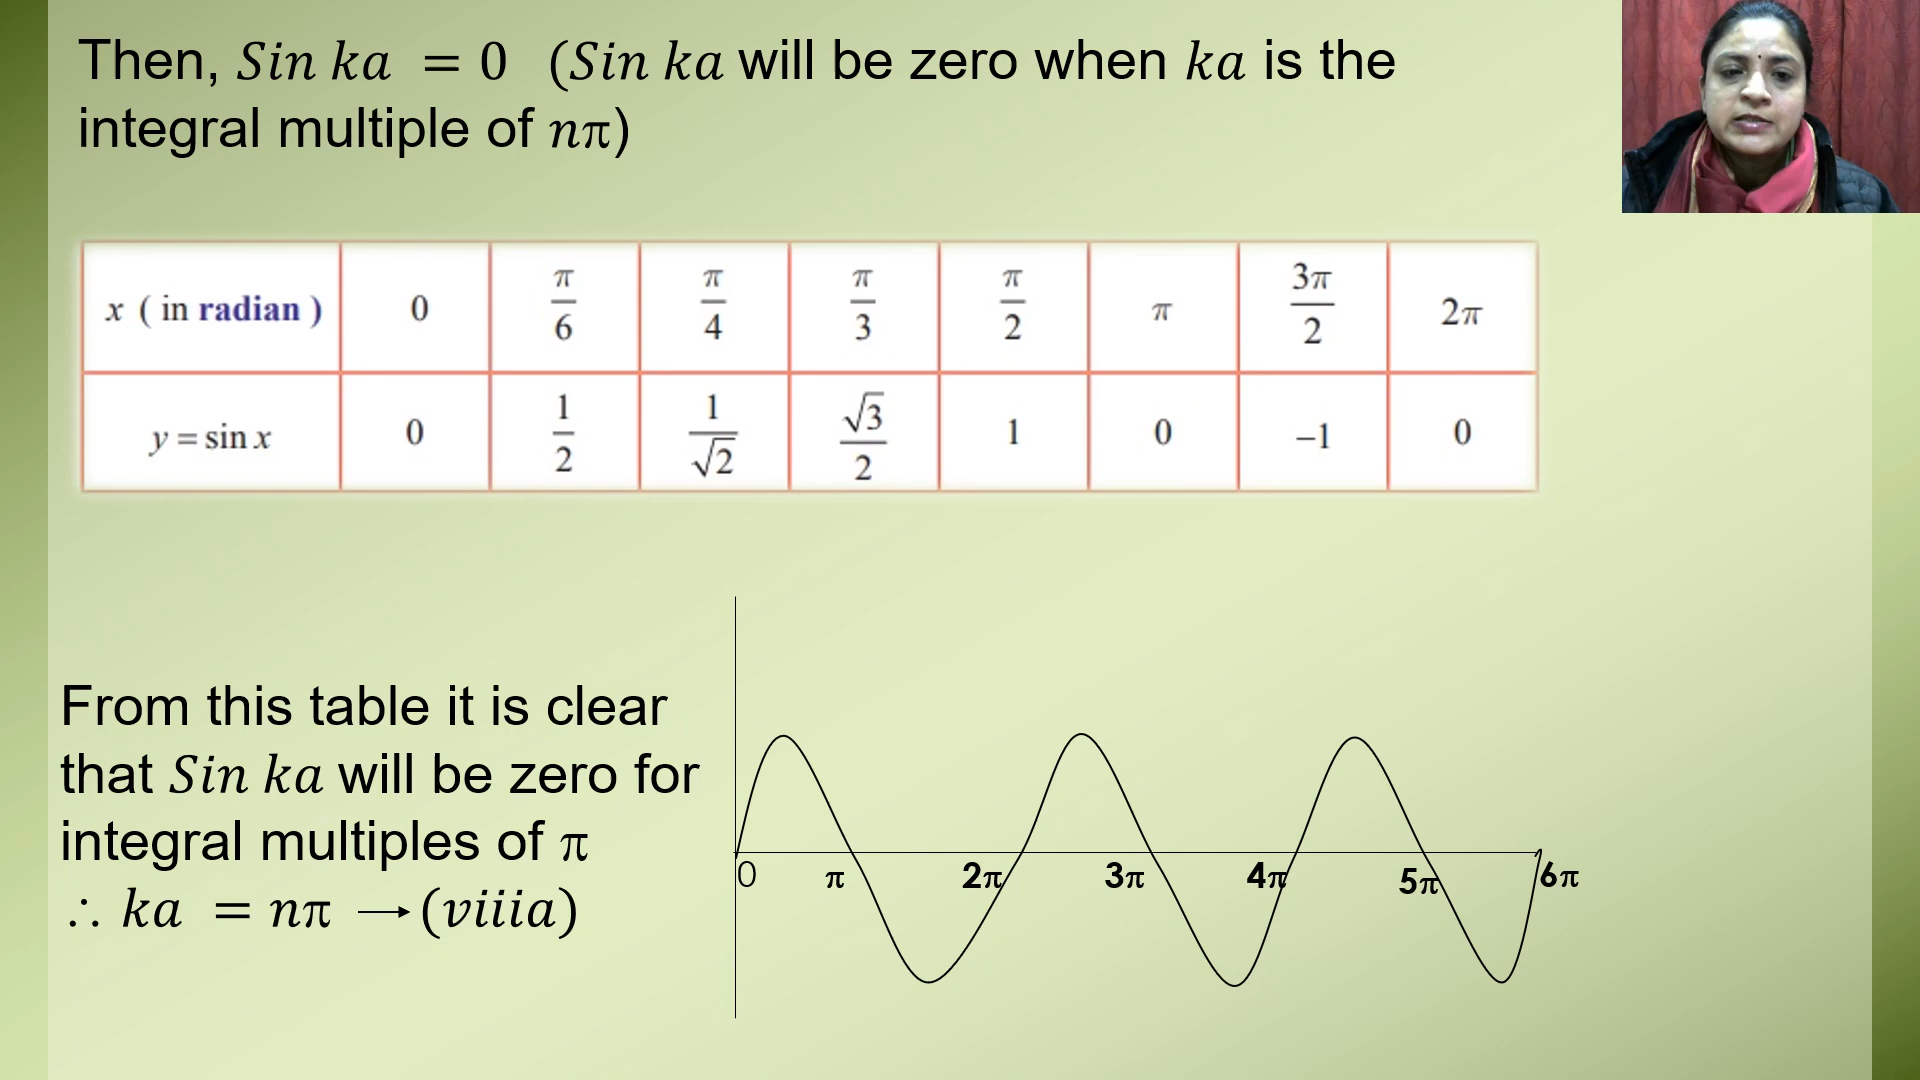 Then, Sin ka = 0 (Sin ka will be zero when ka is the
integral multiple of nπ)
x ( in radian ) 0 π/6 π/4 π/3 π/2 π 3π/2 2π
y = sin x 0 1/2 1/√2 √3/2 1 0 −1 0
From this table it is clear
that Sin ka will be zero for
integral multiples of π
∴ ka = nπ ⟶ (viiia)
0 π 2π 3π 4π 5π 6π